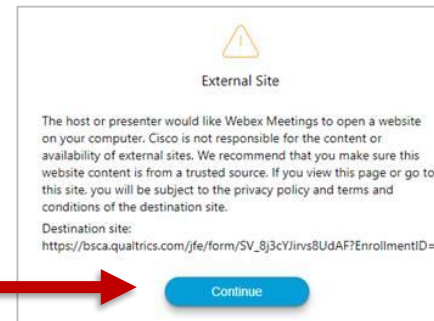 External Site
The host or presenter would like Webex Meetings to open a website
on your computer. Cisco is not responsible for the content or
availability of external sites. We recommend that you make sure this
website content is from a trusted source. If you view this page or go to
this site, you will be subject to the privacy policy and terms and
conditions of the destination site.
Destination site:
https://bsca.qualtrics.com/jfe/form/SV_8j3cYJirvs8UdAF?EnrollmentID=
Continue